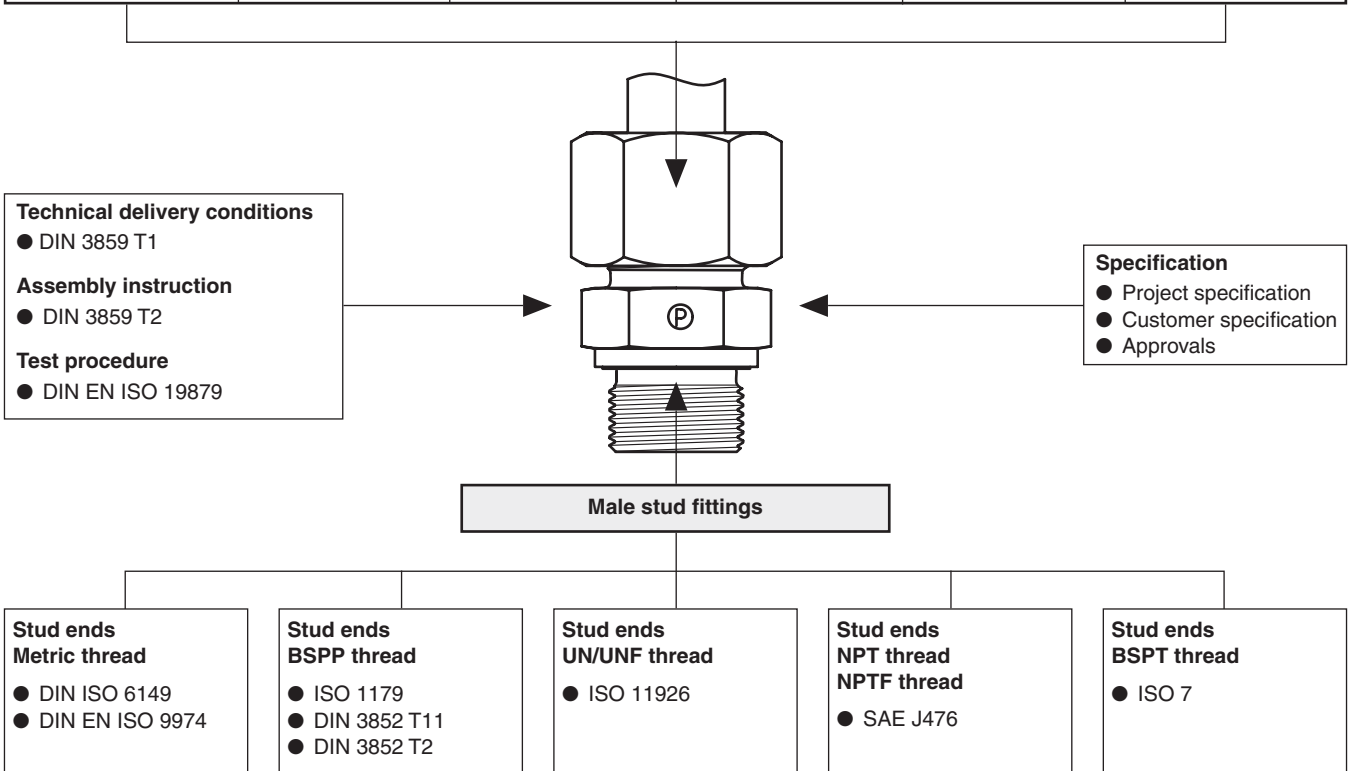 Technical delivery conditions
● DIN 3859 T1
Assembly instruction
● DIN 3859 T2
Test procedure
● DIN EN ISO 19879
Specification
● Project specification
● Customer specification
● Approvals
P
Male stud fittings
Stud ends
Metric thread
● DIN ISO 6149
● DIN EN ISO 9974
Stud ends
BSPP thread
● ISO 1179
● DIN 3852 T11
● DIN 3852 T2
Stud ends
UN/UNF thread
● ISO 11926
Stud ends
NPT thread
NPTF thread
● SAE J476
Stud ends
BSPT thread
● ISO 7